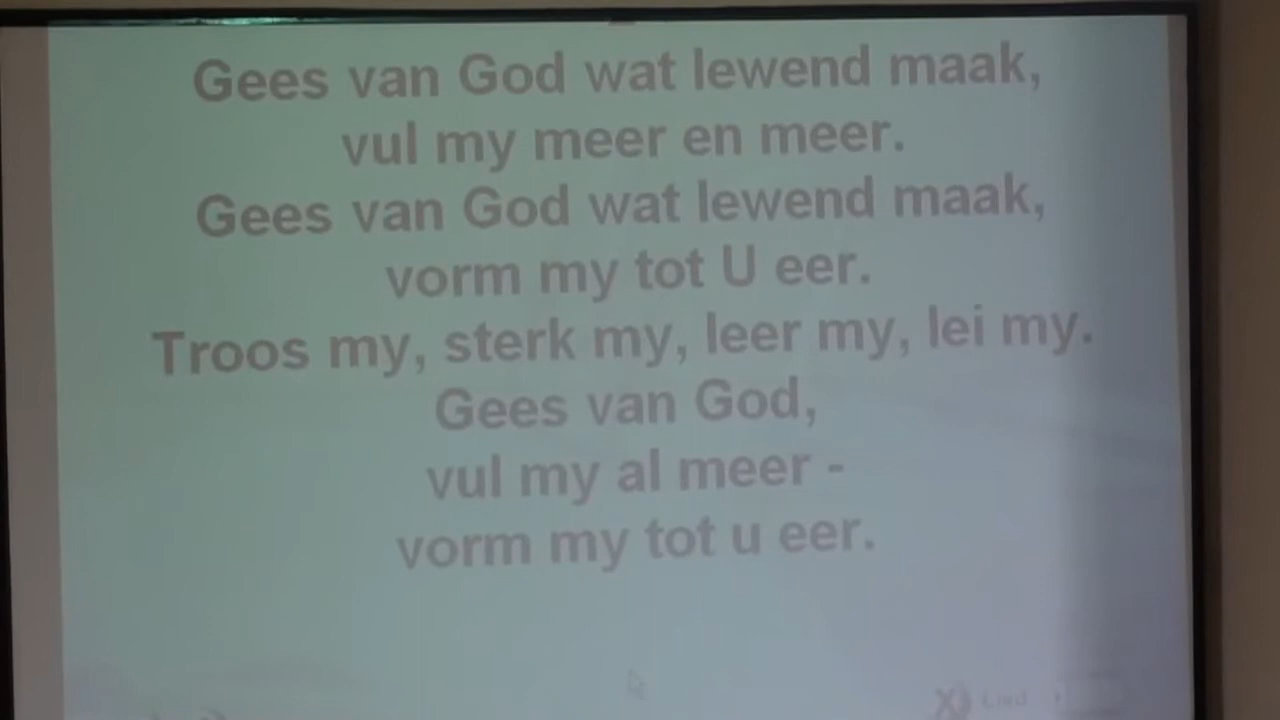 Gees van God wat lewend maak,
vul my meer en meer.
Gees van God wat lewend maak,
vorm my tot U eer.
Troos my, sterk my, leer my, lei my.
Gees van God,
vul my al meer -
vorm my tot u eer.